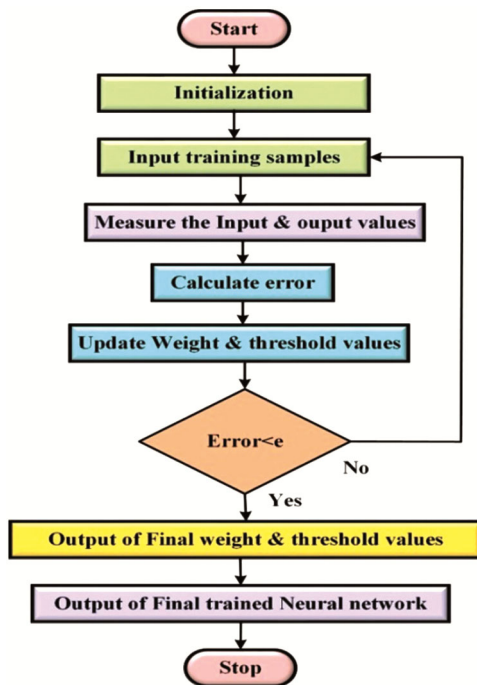 Start
Initialization
Input training samples
Measure the Input & ouput values
Calculate error
Update Weight & threshold values
Error<e
No
Yes
Output of Final weight & threshold values
Output of Final trained Neural network
Stop